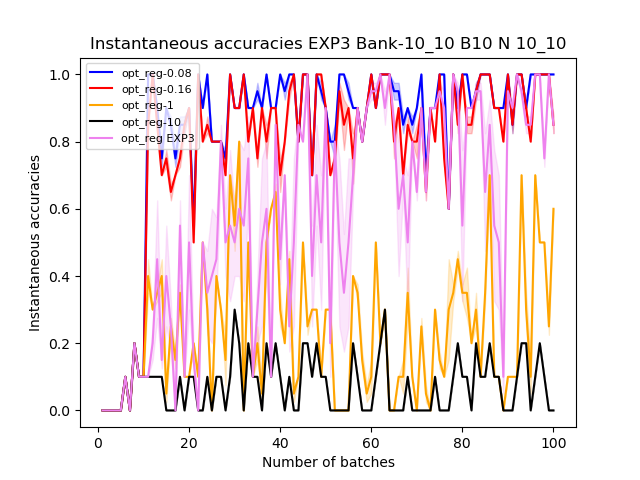 Instantaneous accuracies EXP3 Bank-10_10 B10 N 10_10
opt_reg-0.08
opt_reg-0.16
opt_reg-1
opt_reg-10
opt_reg EXP3
1.0
0.8
0.6
0.4
0.2
0.0
Instantaneous accuracies
0 20 40 60 80 100
Number of batches